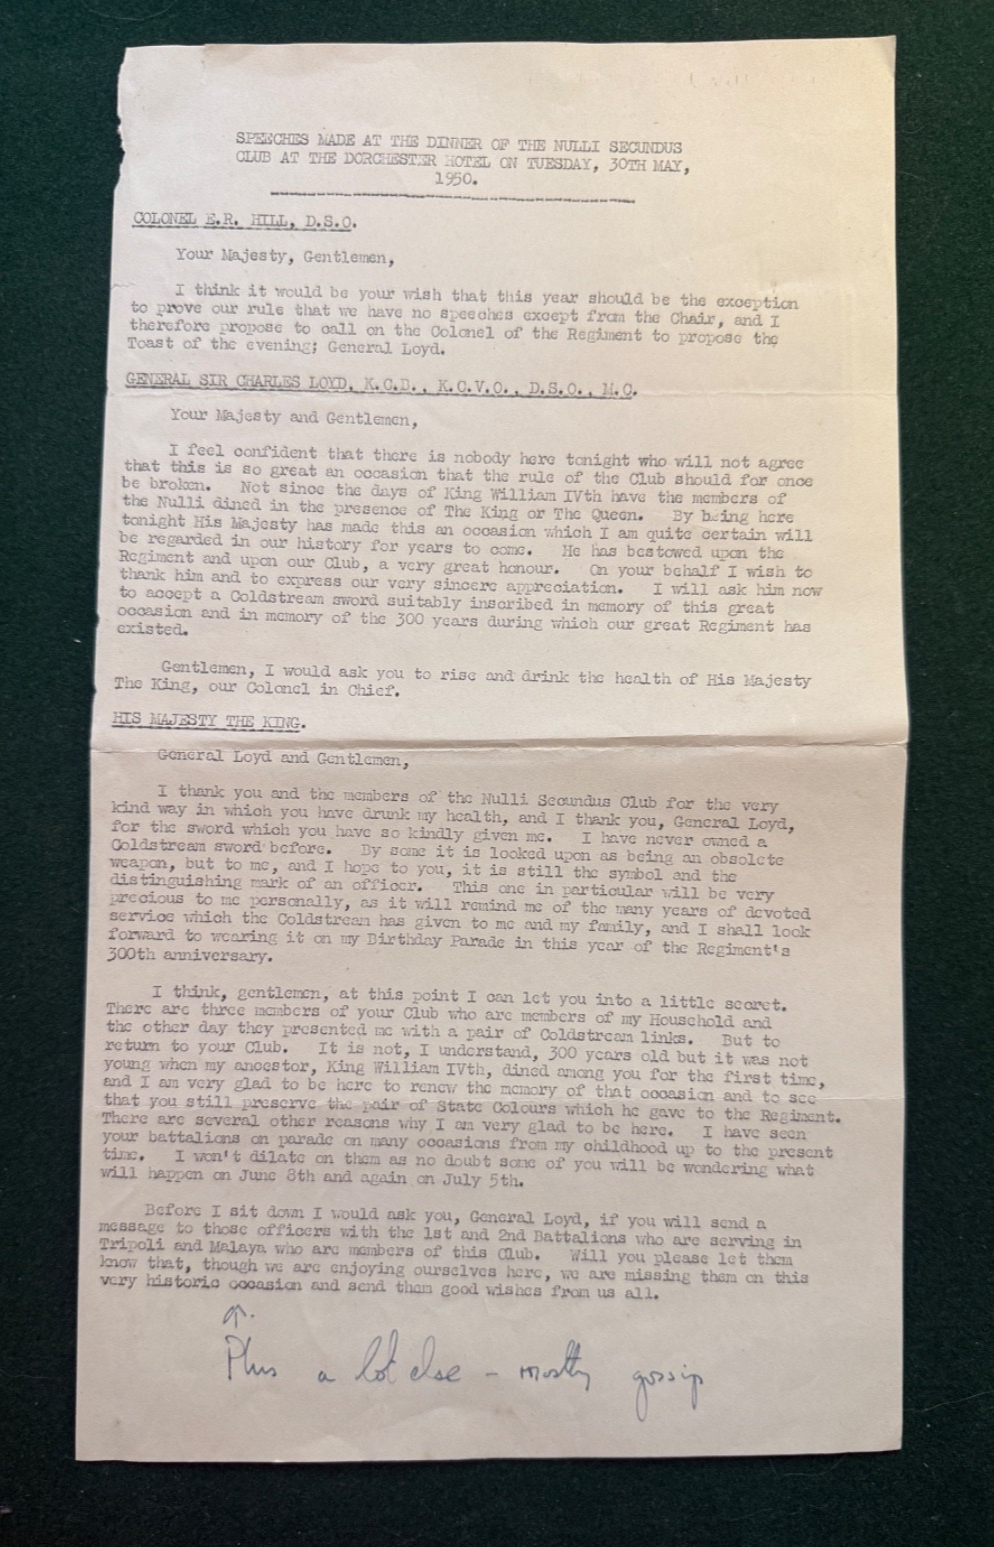 SPEECHES MADE AT THE DINNER OF THE NULLI SECUNDUS
CLUB AT THE DORCHESTER HOTEL ON TUESDAY, 30TH MAY,
1950.
COLONEL E.R. HILL, D.S.O.
Your Majesty, Gentlemen,
I think it would be your wish that this year should be the exception
to prove our rule that we have no speeches except from the Chair, and I
therefore propose to call on the Colonel of the Regiment to propose the
Toast of the evening; General Loyd.
GENERAL SIR CHARLES LOYD, K.C.B., K.C.V.O., D.S.O., M.C.
Your Majesty and Gentlemen,
I feel confident that there is nobody here tonight who will not agree
that this is so great an occasion that the rule of the Club should for once
be broken. Not since the days of King William IVth have the members of
the Nulli dined in the presence of The King or The Queen. By being here
tonight His Majesty has made this an occasion which I am quite certain will
be regarded in our history for years to come. He has bestowed upon the
Regiment and upon our Club, a very great honour. On your behalf I wish to
thank him and to express our very sincere appreciation. I will ask him now
to accept a Coldstream sword suitably inscribed in memory of this great
occasion and in memory of the 300 years during which our great Regiment has
existed.
Gentlemen, I would ask you to rise and drink the health of His Majesty
The King, our Colonel in Chief.
HIS MAJESTY THE KING.
General Loyd and Gentlemen,
I thank you and the members of the Nulli Secundus Club for the very
kind way in which you have drunk my health, and I thank you, General Loyd,
for the sword which you have so kindly given me. I have never owned a
Coldstream sword before. By some it is looked upon as being an obsolete
weapon, but to me, and I hope to you, it is still the symbol and the
distinguishing mark of an officer. This one in particular will be very
precious to me personally, as it will remind me of the many years of devoted
service which the Coldstream has given to me and my family, and I shall look
forward to wearing it on my Birthday Parade in this year of the Regiment's
300th anniversary.
I think, gentlemen, at this point I can let you into a little secret.
There are three members of your Club who are members of my Household and
the other day they presented me with a pair of Coldstream links. But to
return to your Club. It is not, I understand, 300 years old but it was not
young when my ancestor, King William IVth, dined among you for the first time,
and I am very glad to be here to renew the memory of that occasion and to see
that you still preserve the pair of State Colours which he gave to the Regiment.
There are several other reasons why I am very glad to be here. I have seen
your battalions on parade on many occasions from my childhood up to the present
time. I won't dilate on them as no doubt some of you will be wondering what
will happen on June 8th and again on July 5th.
Before I sit down I would ask you, General Loyd, if you will send a
message to those officers with the 1st and 2nd Battalions who are serving in
Tripoli and Malaya who are members of this Club. Will you please let them
know that, though we are enjoying ourselves here, we are missing them on this
very historic occasion and send them good wishes from us all.
↑.
Plus a lot else - mostly gossip